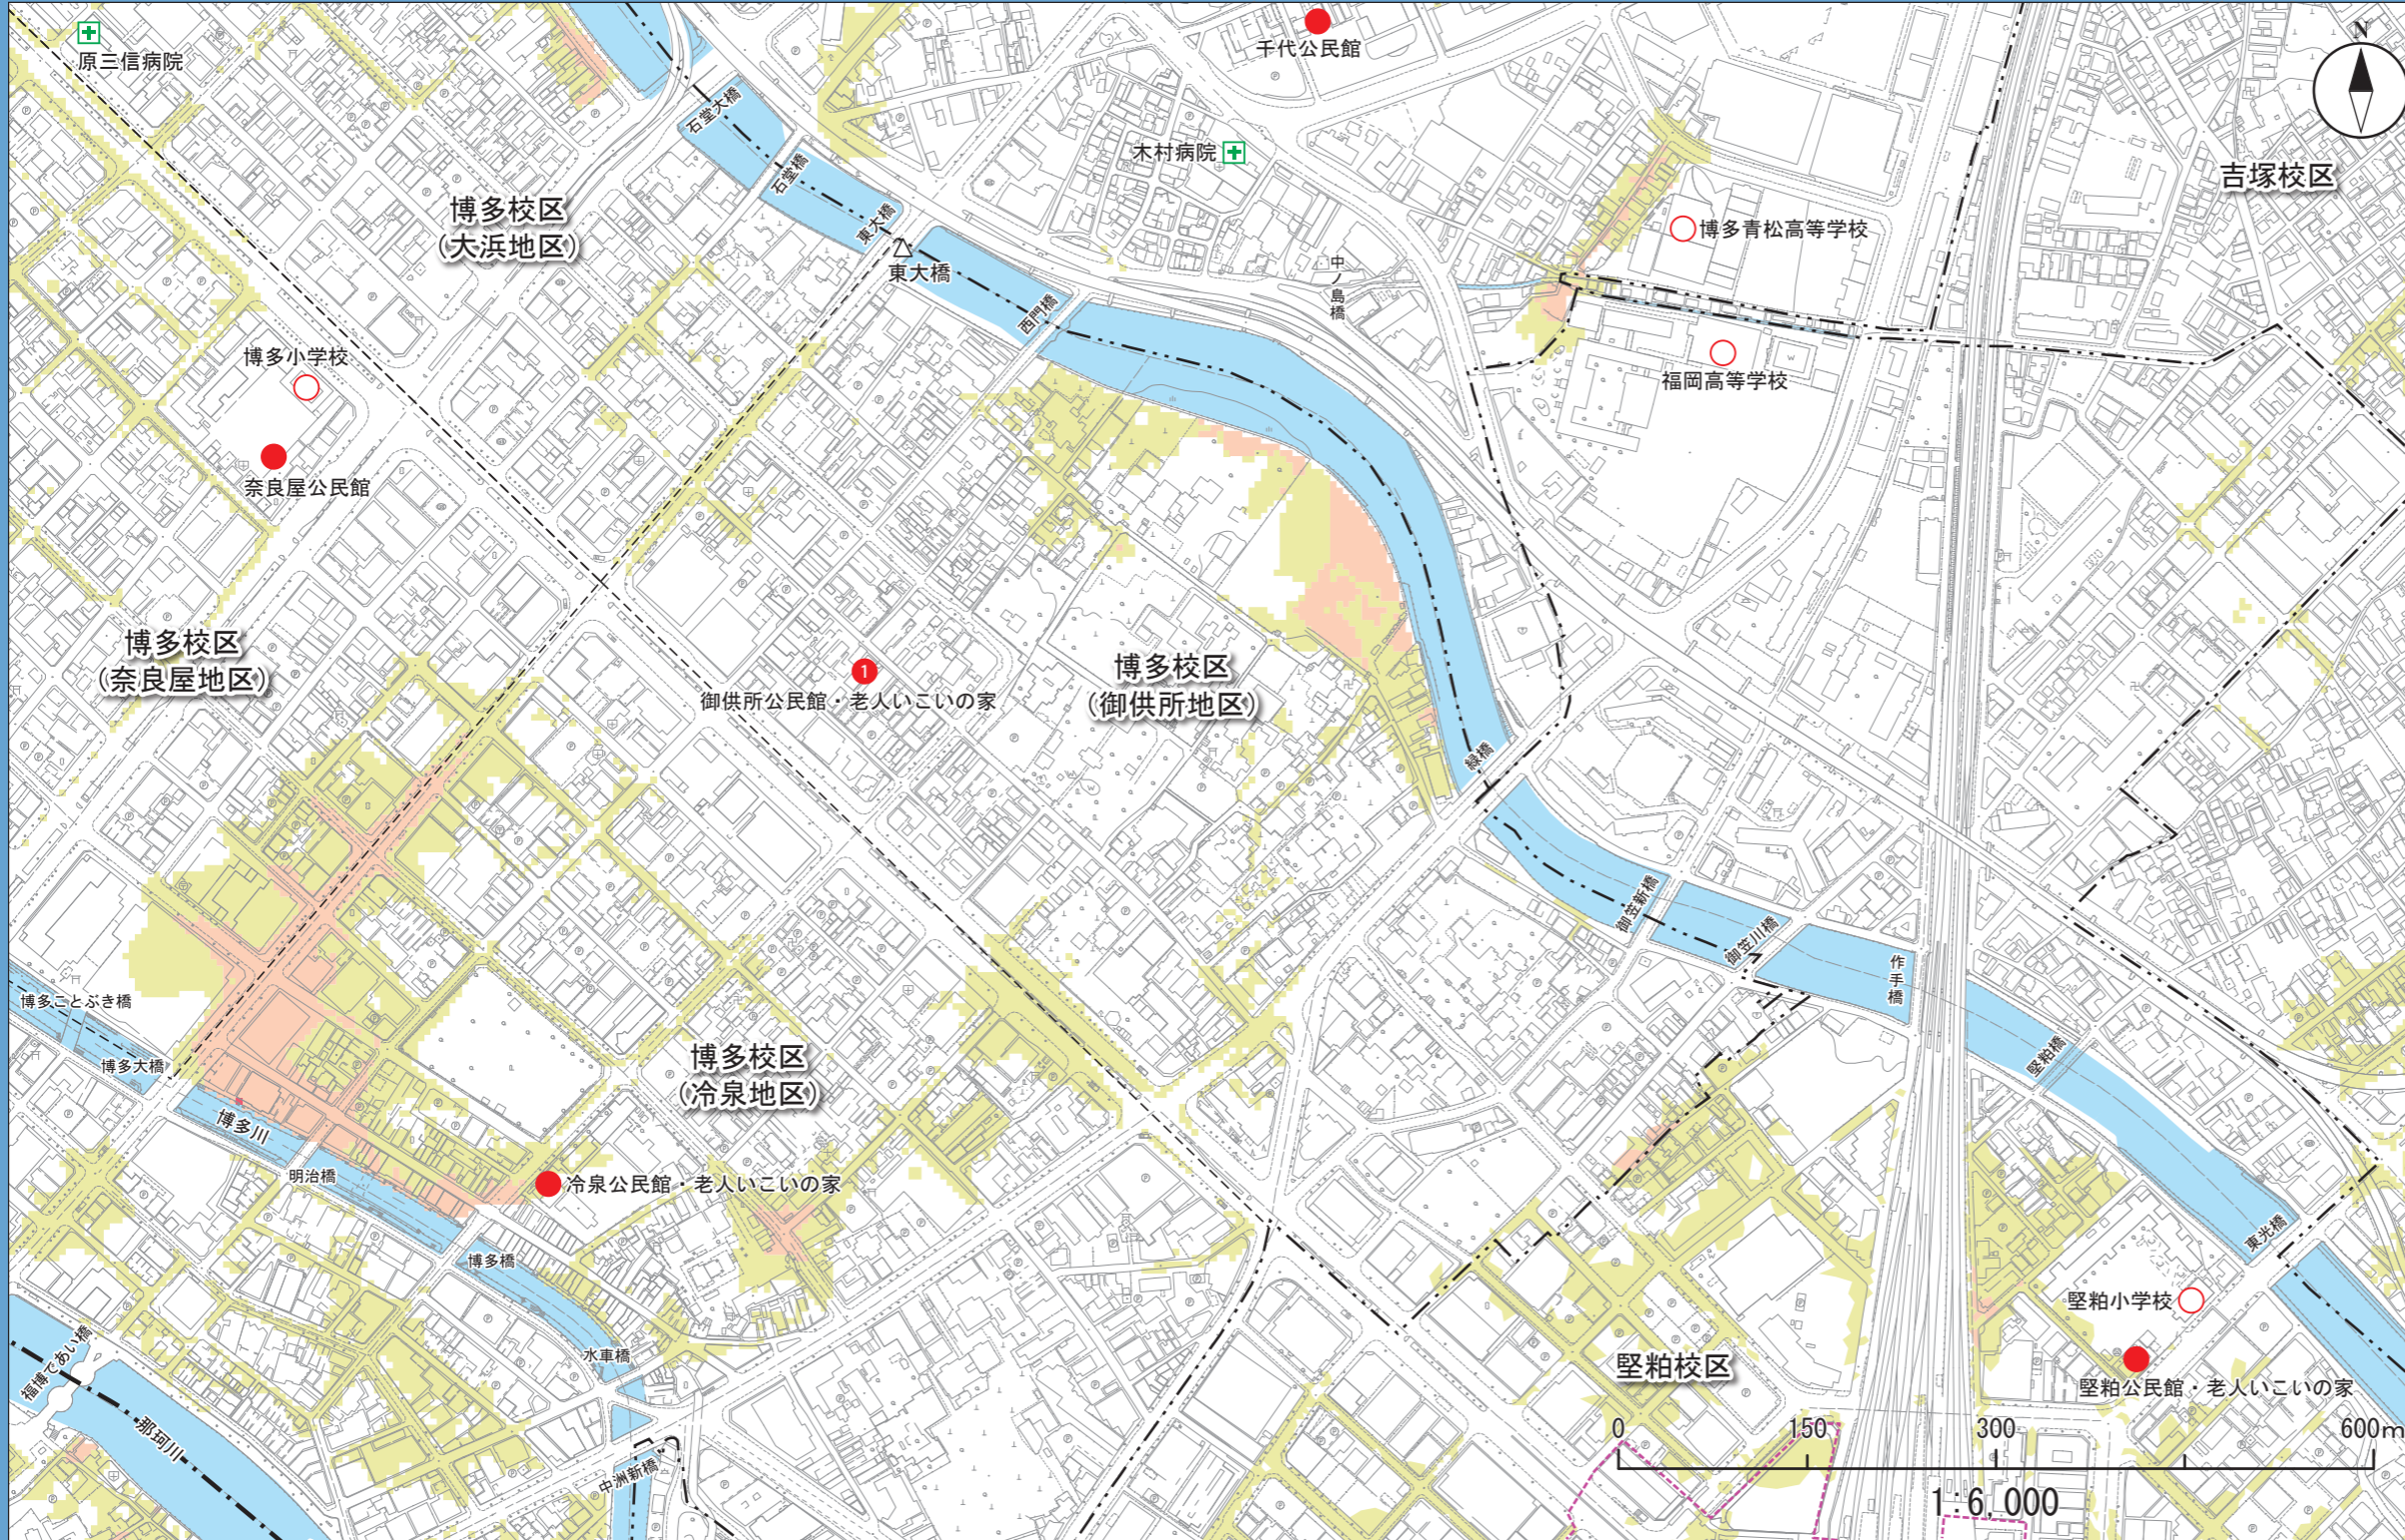 原三信病院
千代公民館
N
石堂大橋
木村病院
石堂橋
吉塚校区
博多校区
(大浜地区)
東大橋
博多青松高等学校
東大橋
中ノ島橋
西門橋
博多小学校
福岡高等学校
奈良屋公民館
博多校区
(奈良屋地区)
1
御供所公民館・老人いこいの家
博多校区
(御供所地区)
緑橋
御笠新橋
御笠川橋
作手橋
博多ことぶき橋
博多大橋
堅粕橋
博多校区
(冷泉地区)
博多川
明治橋
冷泉公民館・老人いこいの家
博多橋
東光橋
堅粕小学校
水車橋
福博であい橋
堅粕校区
堅粕公民館・老人いこいの家
那珂川
中洲新橋
0 150 300 600m
1:6,000